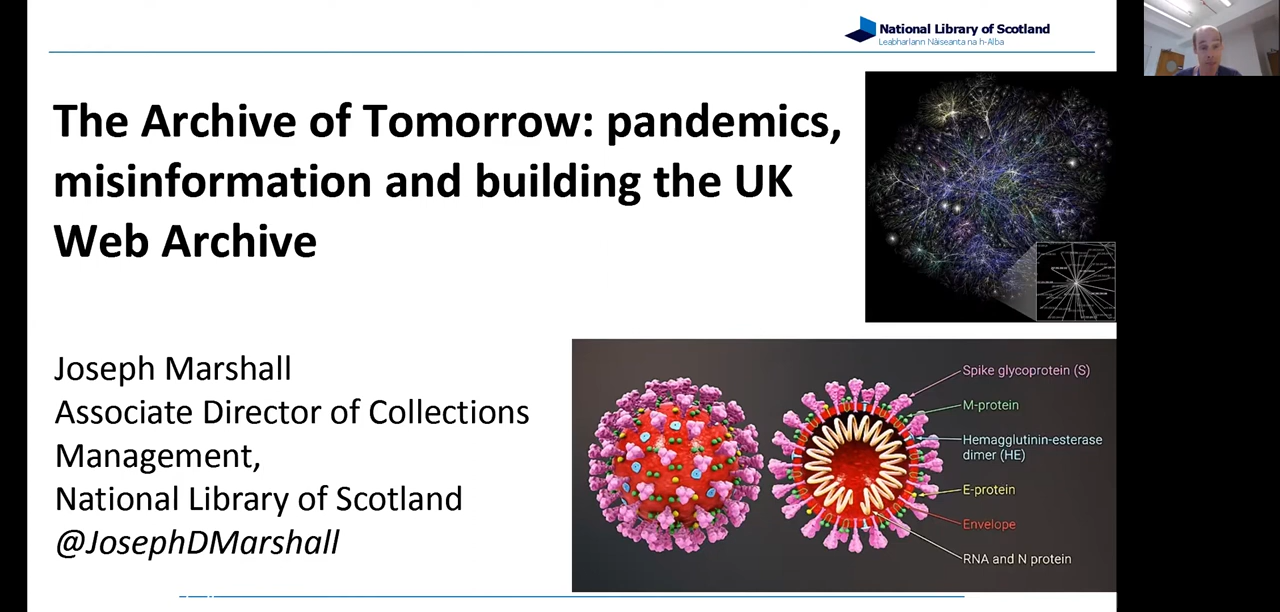 National Library of Scotland
Leabharlann Nàiseanta na h-Alba
The Archive of Tomorrow: pandemics,
misinformation and building the UK
Web Archive
Joseph Marshall
Associate Director of Collections
Management,
National Library of Scotland
@JosephDMarshall
Spike glycoprotein (S)
M-protein
Hemagglutinin-esterase
dimer (HE)
E-protein
Envelope
RNA and N protein